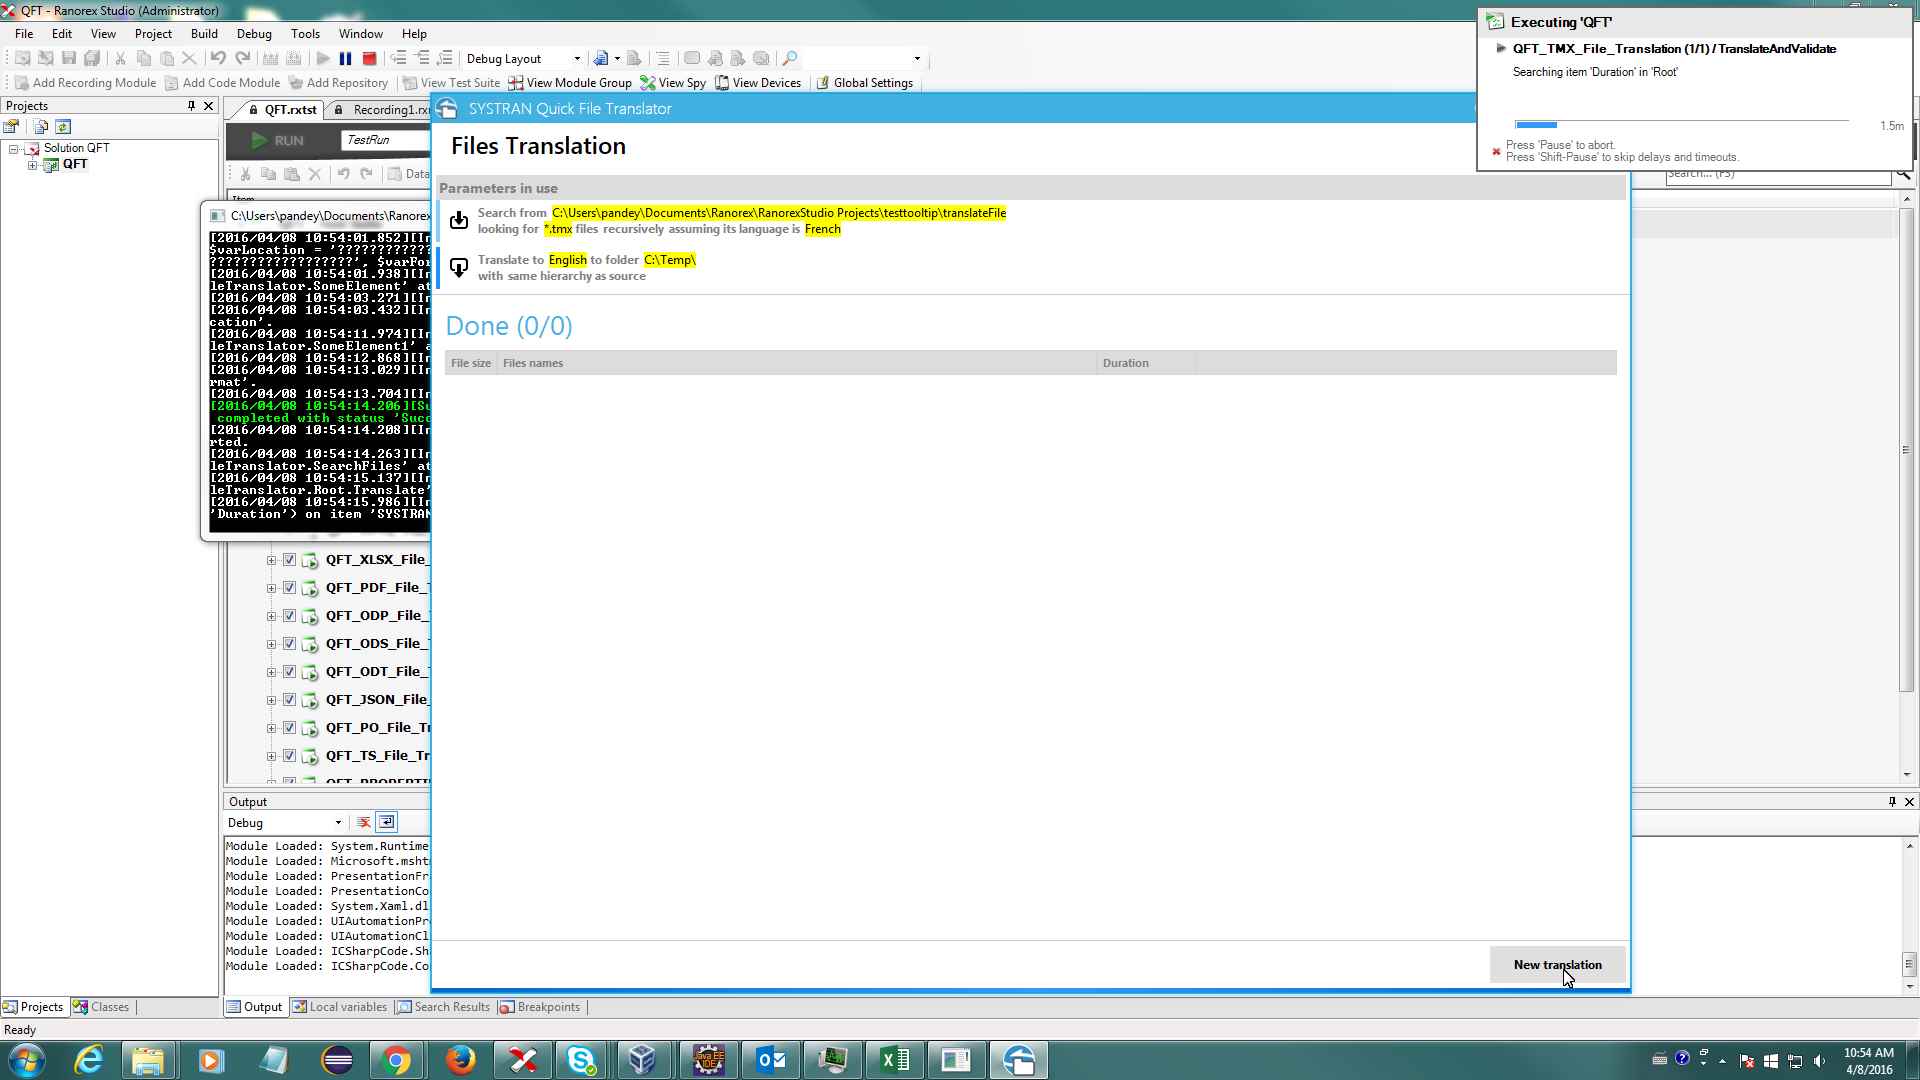 QFT - Ranorex Studio (Administrator)
File Edit View Project Build Debug Tools Window Help
Debug Layout
Add Recording Module Add Code Module Add Repository View Test Suite View Module Group View Spy View Devices Global Settings
Projects
Solution QFT
QFT
QFT.rxtst
Recording1.rx
RUN
TestRun
Data
Item
Search... (F3)
C:\Users\pandey\Documents\Ranorex
[2016/04/08 10:54:01.852][In
$varLocation = '?????????????
??????????????????', $varFor
[2016/04/08 10:54:01.938][In
leTranslator.SomeElement' at
[2016/04/08 10:54:03.271][In
[2016/04/08 10:54:03.432][In
cation'.
[2016/04/08 10:54:11.974][In
leTranslator.SomeElement1' a
[2016/04/08 10:54:12.868][In
[2016/04/08 10:54:13.029][In
rmat'.
[2016/04/08 10:54:13.704][In
[2016/04/08 10:54:14.206][Su
completed with status 'Succ
[2016/04/08 10:54:14.208][In
rted.
[2016/04/08 10:54:14.263][In
leTranslator.SearchFiles' at
[2016/04/08 10:54:15.137][In
leTranslator.Root.Translate'
[2016/04/08 10:54:15.986][In
'Duration') on item 'SYSTRAN
QFT_XLSX_File_
QFT_PDF_File_T
QFT_ODP_File_
QFT_ODS_File_
QFT_ODT_File_
QFT_JSON_File_
QFT_PO_File_Tr
QFT_TS_File_Tr
SYSTRAN Quick File Translator
Files Translation
Parameters in use
Search from C:\Users\pandey\Documents\Ranorex\RanorexStudio Projects\testtooltip\translateFile
looking for *.tmx files recursively assuming its language is French
Translate to English to folder C:\Temp\
with same hierarchy as source
Done (0/0)
File size Files names Duration
New translation
Executing 'QFT'
QFT_TMX_File_Translation (1/1) / TranslateAndValidate
Searching item 'Duration' in 'Root'
1.5m
Press 'Pause' to abort.
Press 'Shift-Pause' to skip delays and timeouts.
Output
Debug
Module Loaded: System.Runtime
Module Loaded: Microsoft.msht
Module Loaded: PresentationFr
Module Loaded: PresentationCo
Module Loaded: System.Xaml.dl
Module Loaded: UIAutomationPr
Module Loaded: UIAutomationCl
Module Loaded: ICSharpCode.Sh
Module Loaded: ICSharpCode.Co
Projects Classes
Output Local variables Search Results Breakpoints
Ready
10:54 AM
4/8/2016